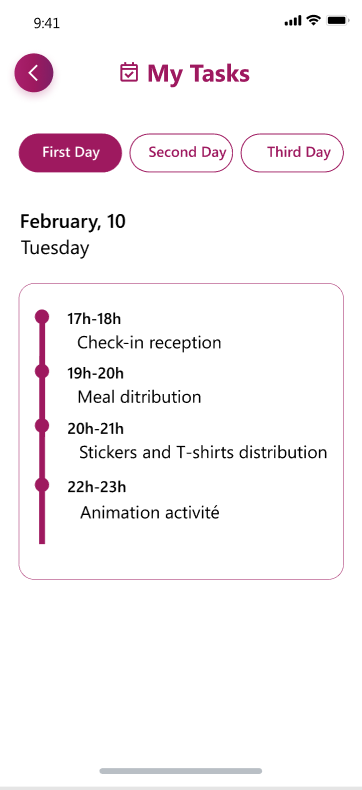 9:41
My Tasks
First Day
Second Day
Third Day
February, 10
Tuesday
17h-18h
Check-in reception
19h-20h
Meal ditribution
20h-21h
Stickers and T-shirts distribution
22h-23h
Animation activité